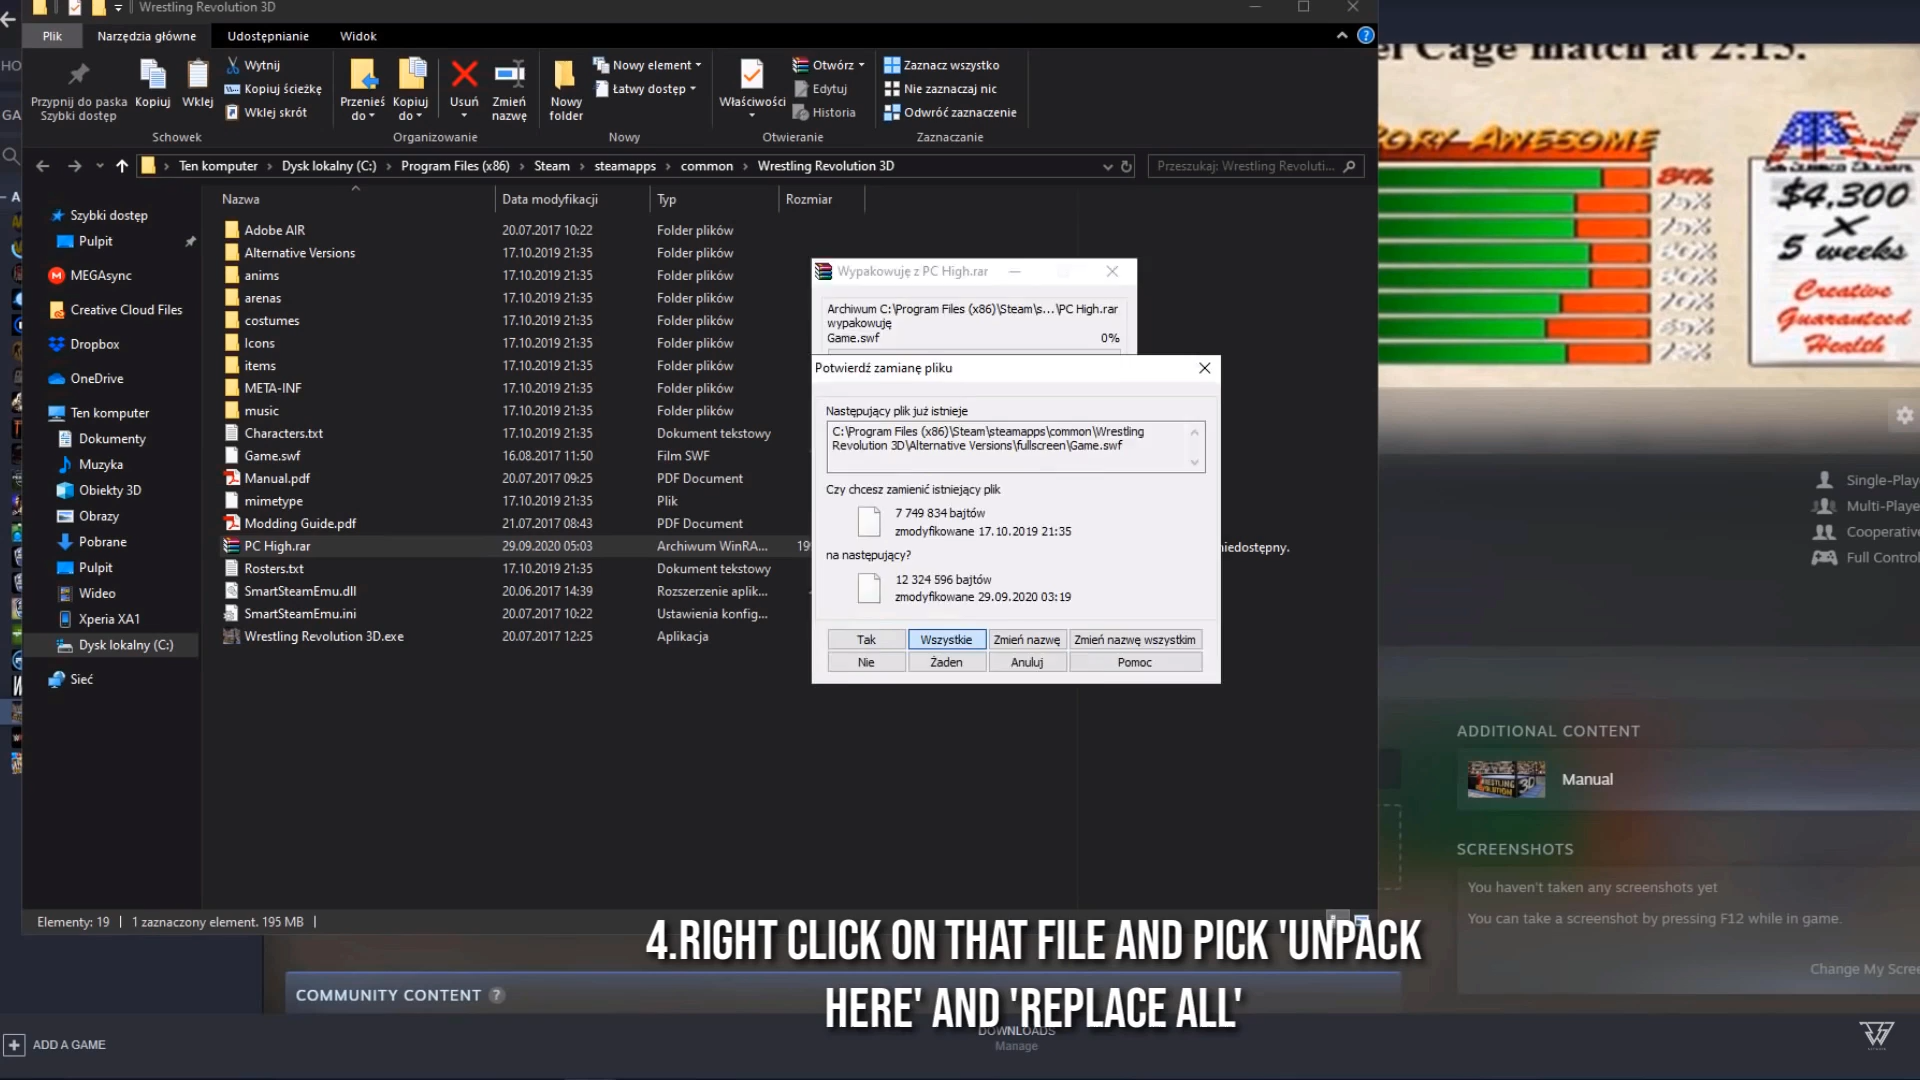 Wrestling Revolution 3D
Plik
Narzędzia główne
Udostępnianie
Widok
Przypnij do paska
Szybki dostęp
Kopiuj
Wklej
Wytnij
Kopiuj ścieżkę
Wklej skrót
Schowek
Przenieś
do
Kopiuj
do
Usuń
Zmień
nazwę
Organizowanie
Nowy
folder
Nowy element
Łatwy dostęp
Nowy
Właściwości
Otwórz
Edytuj
Historia
Otwieranie
Zaznacz wszystko
Nie zaznaczaj nic
Odwróć zaznaczenie
Zaznaczanie
Ten komputer > Dysk lokalny (C:) > Program Files (x86) > Steam > steamapps > common > Wrestling Revolution 3D
Przeszukaj: Wrestling Revoluti...
Szybki dostęp
Pulpit
MEGAsync
Creative Cloud Files
Dropbox
OneDrive
Ten komputer
Dokumenty
Muzyka
Obiekty 3D
Obrazy
Pobrane
Pulpit
Wideo
Xperia XA1
Dysk lokalny (C:)
Sieć
Nazwa Data modyfikacji Typ Rozmiar
Adobe AIR 20.07.2017 10:22 Folder plików
Alternative Versions 17.10.2019 21:35 Folder plików
anims 17.10.2019 21:35 Folder plików
arenas 17.10.2019 21:35 Folder plików
costumes 17.10.2019 21:35 Folder plików
Icons 17.10.2019 21:35 Folder plików
items 17.10.2019 21:35 Folder plików
META-INF 17.10.2019 21:35 Folder plików
music 17.10.2019 21:35 Folder plików
Characters.txt 17.10.2019 21:35 Dokument tekstowy
Game.swf 16.08.2017 11:50 Film SWF
Manual.pdf 20.07.2017 09:25 PDF Document
mimetype 17.10.2019 21:35 Plik
Modding Guide.pdf 21.07.2017 08:43 PDF Document
PC High.rar 29.09.2020 05:03 Archiwum WinRA... 19
Rosters.txt 17.10.2019 21:35 Dokument tekstowy
SmartSteamEmu.dll 20.06.2017 14:39 Rozszerzenie aplik...
SmartSteamEmu.ini 20.07.2017 10:22 Ustawienia konfig...
Wrestling Revolution 3D.exe 20.07.2017 12:25 Aplikacja
Elementy: 19 | 1 zaznaczony element. 195 MB |
Wypakowuję z PC High.rar
Archiwum C:\Program Files (x86)\Steam\s...\PC High.rar
wypakowuję
Game.swf 0%
Potwierdź zamianę pliku
Następujący plik już istnieje
C:\Program Files (x86)\Steam\steamapps\common\Wrestling
Revolution 3D\Alternative Versions\fullscreen\Game.swf
Czy chcesz zamienić istniejący plik
7 749 834 bajtów
zmodyfikowane 17.10.2019 21:35
na następujący?
12 324 596 bajtów
zmodyfikowane 29.09.2020 03:19
Tak Wszystkie Zmień nazwę Zmień nazwę wszystkim
Nie Żaden Anuluj Pomoc
niedostępny.
el Cage match at 2:15.
ORY AWESOME
84%
$4,300
X
5 weeks
Creative
Guaranteed
Health
Single-Play
Multi-Playe
Cooperativ
Full Contro
ADDITIONAL CONTENT
Manual
SCREENSHOTS
You haven't taken any screenshots yet
You can take a screenshot by pressing F12 while in game.
Change My Scre
4.RIGHT CLICK ON THAT FILE AND PICK 'UNPACK
HERE' AND 'REPLACE ALL'
COMMUNITY CONTENT ?
DOWNLOADS
Manage
ADD A GAME
HO
GA